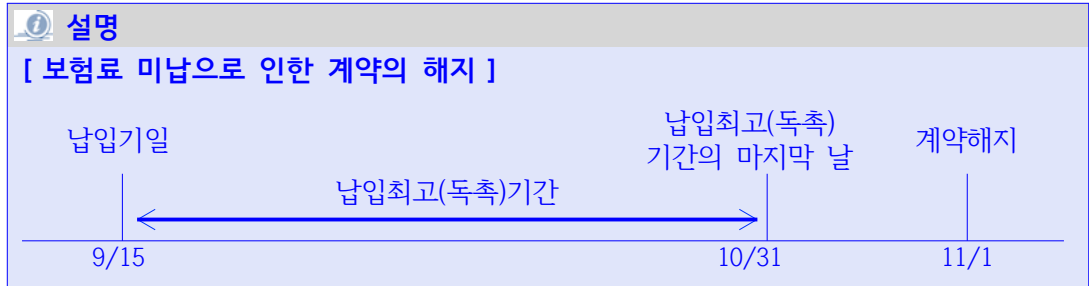 설명
[ 보험료 미납으로 인한 계약의 해지 ]
납입기일
납입최고(독촉)
기간의 마지막 날
계약해지
납입최고(독촉)기간
9/15
10/31
11/1